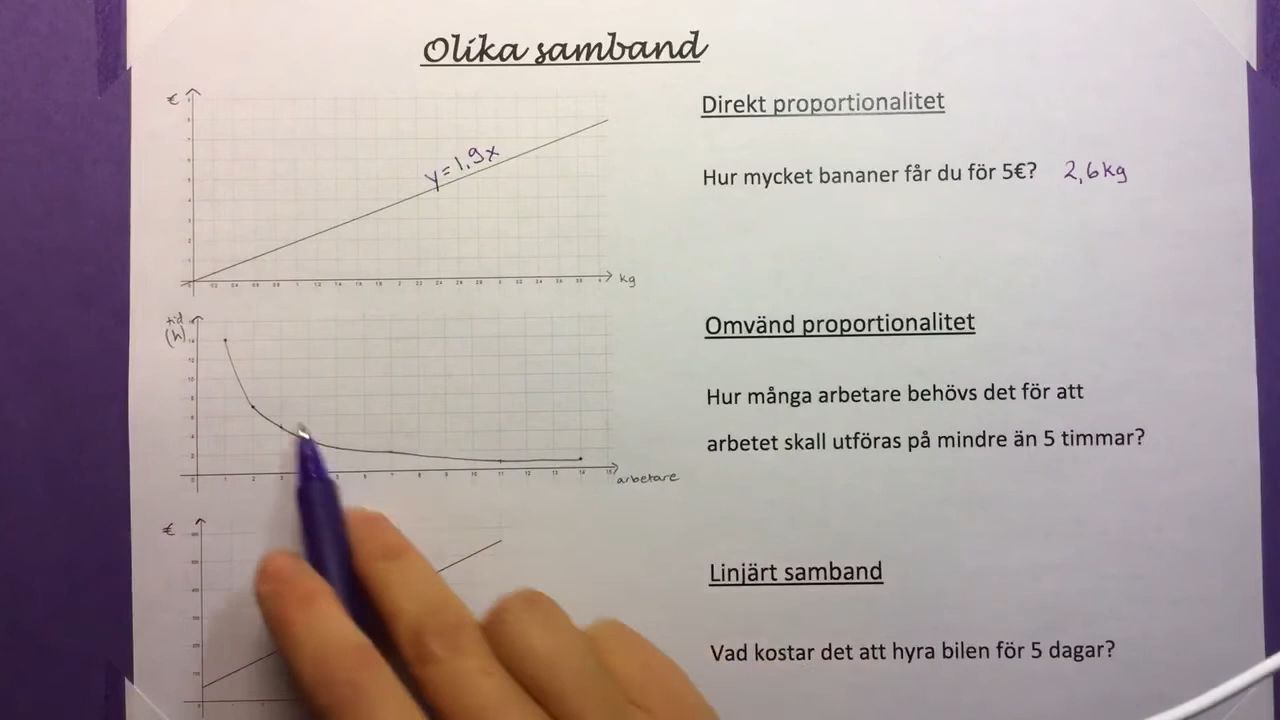 Olika samband
€
y=1,9x
kg
Direkt proportionalitet
Hur mycket bananer får du för 5€? 2,6kg
tid
(h)
arbetare
Omvänd proportionalitet
Hur många arbetare behövs det för att
arbetet skall utföras på mindre än 5 timmar?
€
Linjärt samband
Vad kostar det att hyra bilen för 5 dagar?